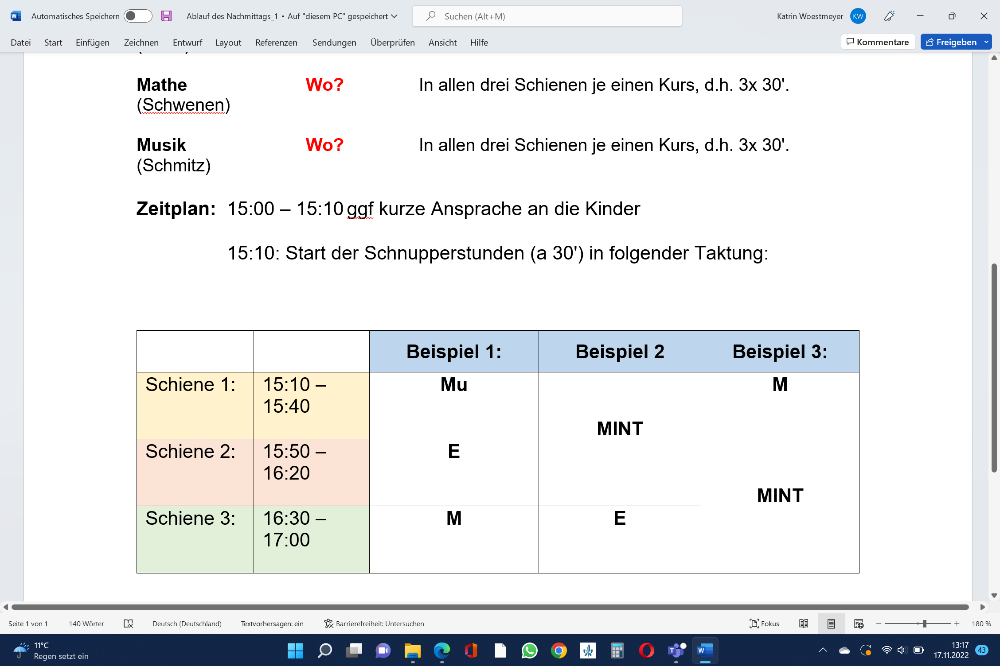 Automatisches Speichern
Ablauf des Nachmittags_1 • Auf "diesem PC" gespeichert
Suchen (Alt+M)
Katrin Woestmeyer
KW
Datei Start Einfügen Zeichnen Entwurf Layout Referenzen Sendungen Überprüfen Ansicht Hilfe
Kommentare
Freigeben
Mathe Wo? In allen drei Schienen je einen Kurs, d.h. 3x 30'.
(Schwenen)
Musik Wo? In allen drei Schienen je einen Kurs, d.h. 3x 30'.
(Schmitz)
Zeitplan: 15:00 – 15:10 ggf kurze Ansprache an die Kinder
15:10: Start der Schnupperstunden (a 30') in folgender Taktung:
Beispiel 1: Beispiel 2 Beispiel 3:
Schiene 1: 15:10 – Mu M
15:40
MINT
Schiene 2: 15:50 – E
16:20
MINT
Schiene 3: 16:30 – M E
17:00
Seite 1 von 1 140 Wörter Deutsch (Deutschland) Textvorhersagen: ein Barrierefreiheit: Untersuchen Fokus 180 %
11°C
Regen setzt ein
13:17
17.11.2022
43